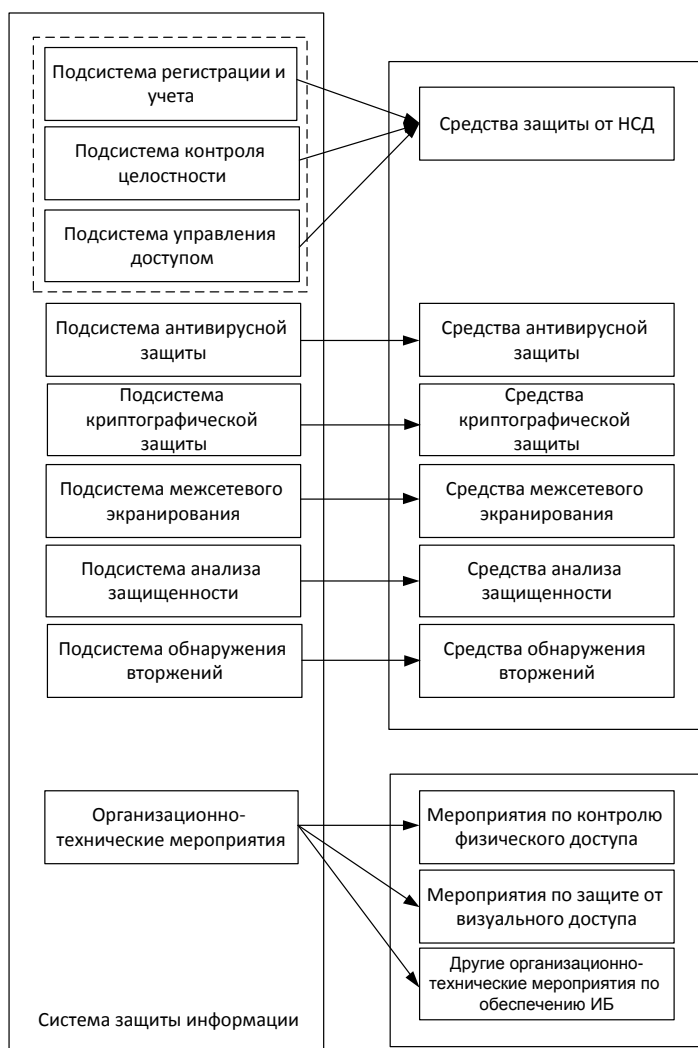 Подсистема регистрации и
учета
Подсистема контроля
целостности
Подсистема управления
доступом
Подсистема антивирусной
защиты
Подсистема
криптографической
защиты
Подсистема межсетевого
экранирования
Подсистема анализа
защищенности
Подсистема обнаружения
вторжений
Организационно-
технические мероприятия
Система защиты информации
Средства защиты от НСД
Средства антивирусной
защиты
Средства
криптографической
защиты
Средства межсетевого
экранирования
Средства анализа
защищенности
Средства обнаружения
вторжений
Мероприятия по контролю
физического доступа
Мероприятия по защите от
визуального доступа
Другие организационно-
технические мероприятия по
обеспечению ИБ